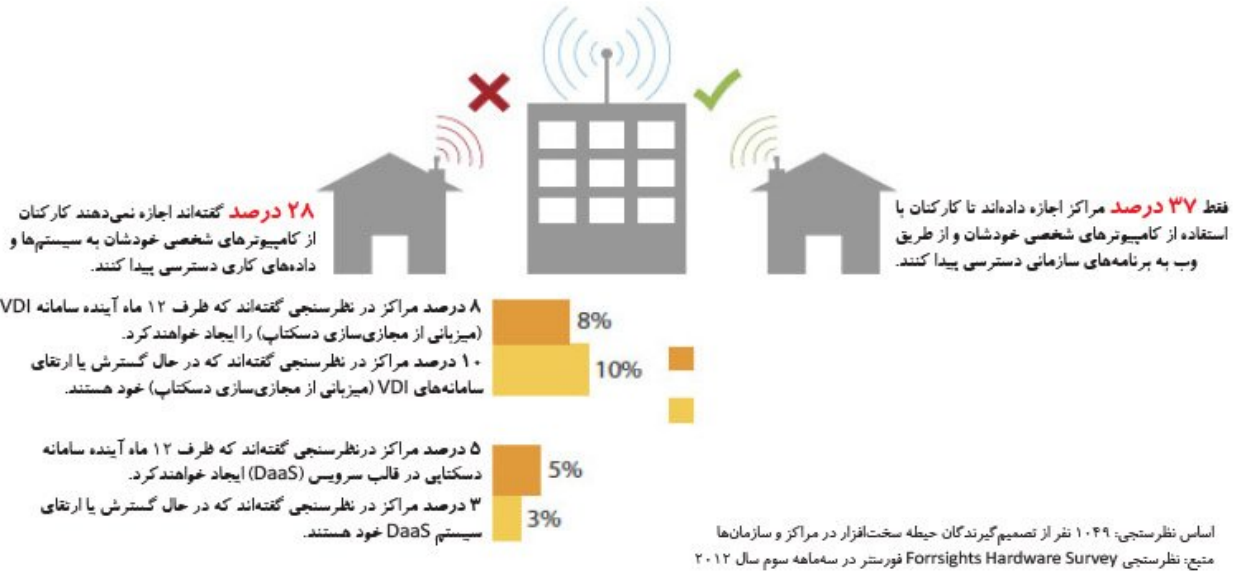 فقط ۳۷ درصد مراکز اجازه داده‌اند تا کارکنان با
استفاده از کامپیوترهای شخصی خودشان و از طریق
وب به برنامه‌های سازمانی دسترسی پیدا کنند.
۲۸ درصد گفته‌اند اجازه نمی‌دهند کارکنان
از کامپیوترهای شخصی خودشان به سیستم‌ها و
داده‌های کاری دسترسی پیدا کنند.
۸ درصد مراکز در نظرسنجی گفته‌اند که ظرف ۱۲ ماه آینده سامانه VDI
(میزبانی از مجازی‌سازی دسکتاپ) را ایجاد خواهندکرد.
8%
۱۰ درصد مراکز در نظرسنجی گفته‌اند که در حال گسترش یا ارتقای
سامانه‌های VDI (میزبانی از مجازی‌سازی دسکتاپ) خود هستند.
10%
۵ درصد مراکز درنظرسنجی گفته‌اند که ظرف ۱۲ ماه آینده سامانه
دسکتاپی در قالب سرویس (DaaS) ایجاد خواهندکرد.
5%
۳ درصد مراکز در نظرسنجی گفته‌اند که در حال گسترش یا ارتقای
سیستم DaaS خود هستند.
3%
اساس نظرسنجی: ۱۰۴۹ نفر از تصمیم‌گیرندگان حیطه سخت‌افزار در مراکز و سازمان‌ها
منبع: نظرسنجی Forrsights Hardware Survey فورستر در سه‌ماهه سوم سال ۲۰۱۲